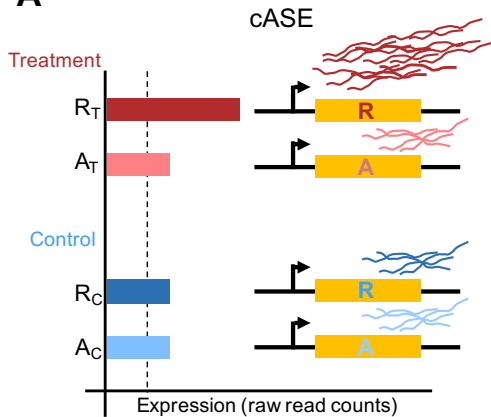 A
cASE
Treatment
R_T
R
A_T
A
Control
R_C
R
A_C
A
Expression (raw read counts)